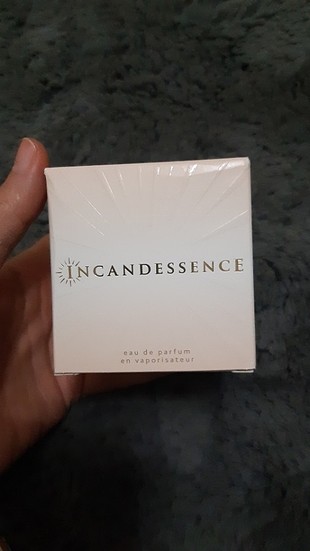 INCANDESSENCE
eau de parfum
en vaporisateur